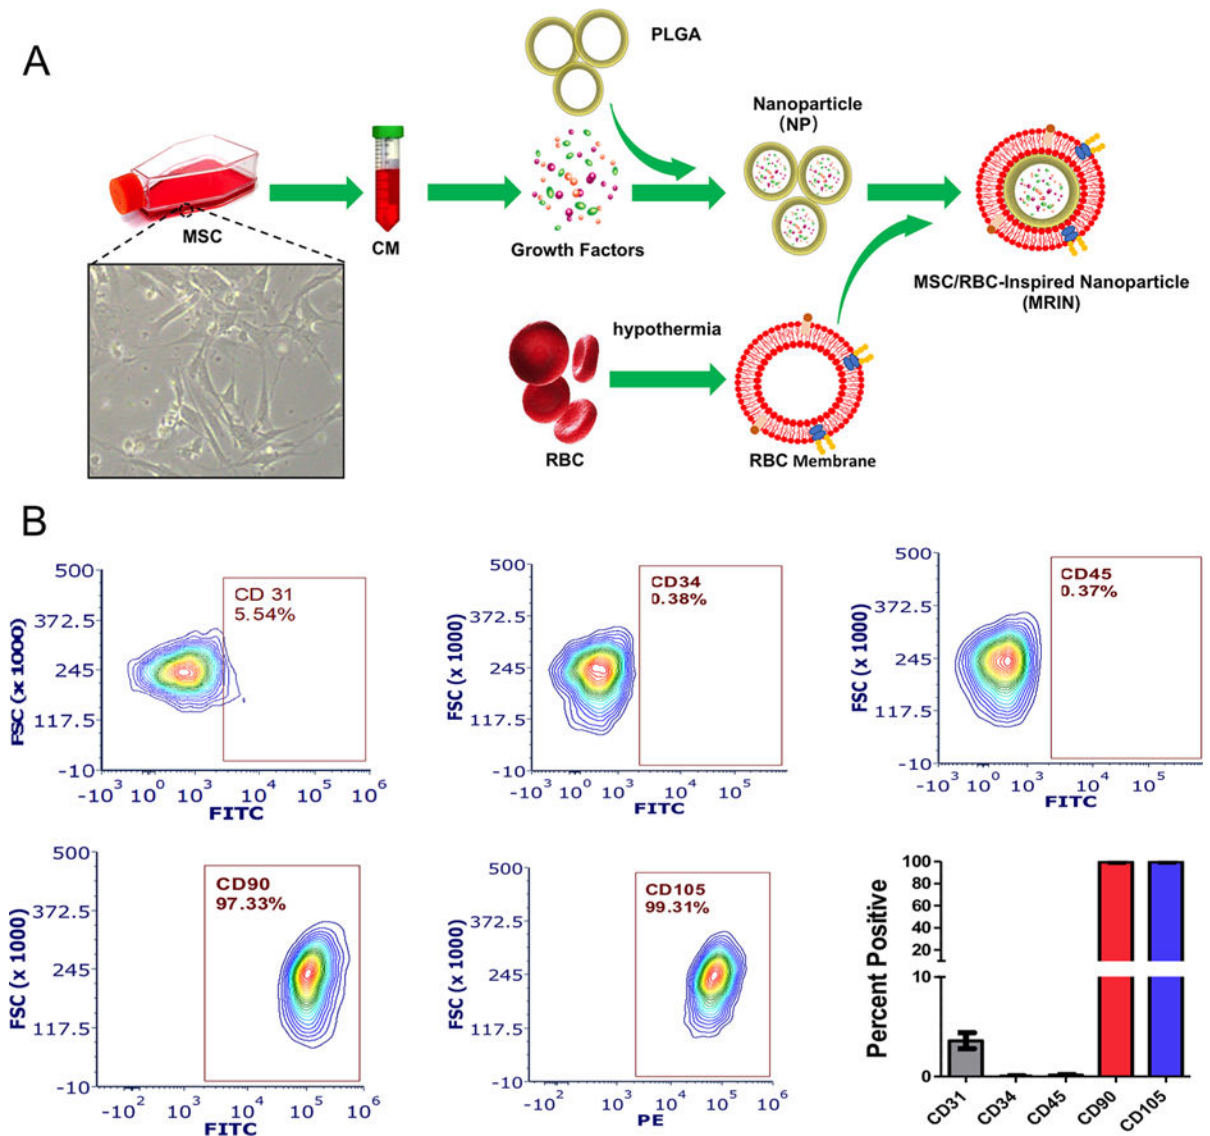 A
PLGA
Nanoparticle
(NP)
MSC
CM
Growth Factors
MSC/RBC-Inspired Nanoparticle
(MRIN)
hypothermia
RBC
RBC Membrane
B
500
372.5
245
117.5
-10
FSC (x 1000)
CD 31
5.54%
-10³ 10⁰ 10³ 10⁴ 10⁵ 10⁶
FITC
500
372.5
245
117.5
-10
FSC (x 1000)
CD34
0.38%
-10³ 10⁰ 10³ 10⁴ 10⁵
FITC
500
372.5
245
117.5
-10
FSC (x 1000)
CD45
0.37%
-10³ 10⁰ 10³ 10⁴ 10⁵
FITC
500
372.5
245
117.5
-10
FSC (x 1000)
CD90
97.33%
-10² 10³ 10⁴ 10⁵ 10⁶
FITC
500
372.5
245
117.5
-10
FSC (x 1000)
CD105
99.31%
-10² 10³ 10⁴ 10⁵ 10⁶
PE
Percent Positive
100
80
60
40
20
10
0
CD31
CD34
CD45
CD90
CD105